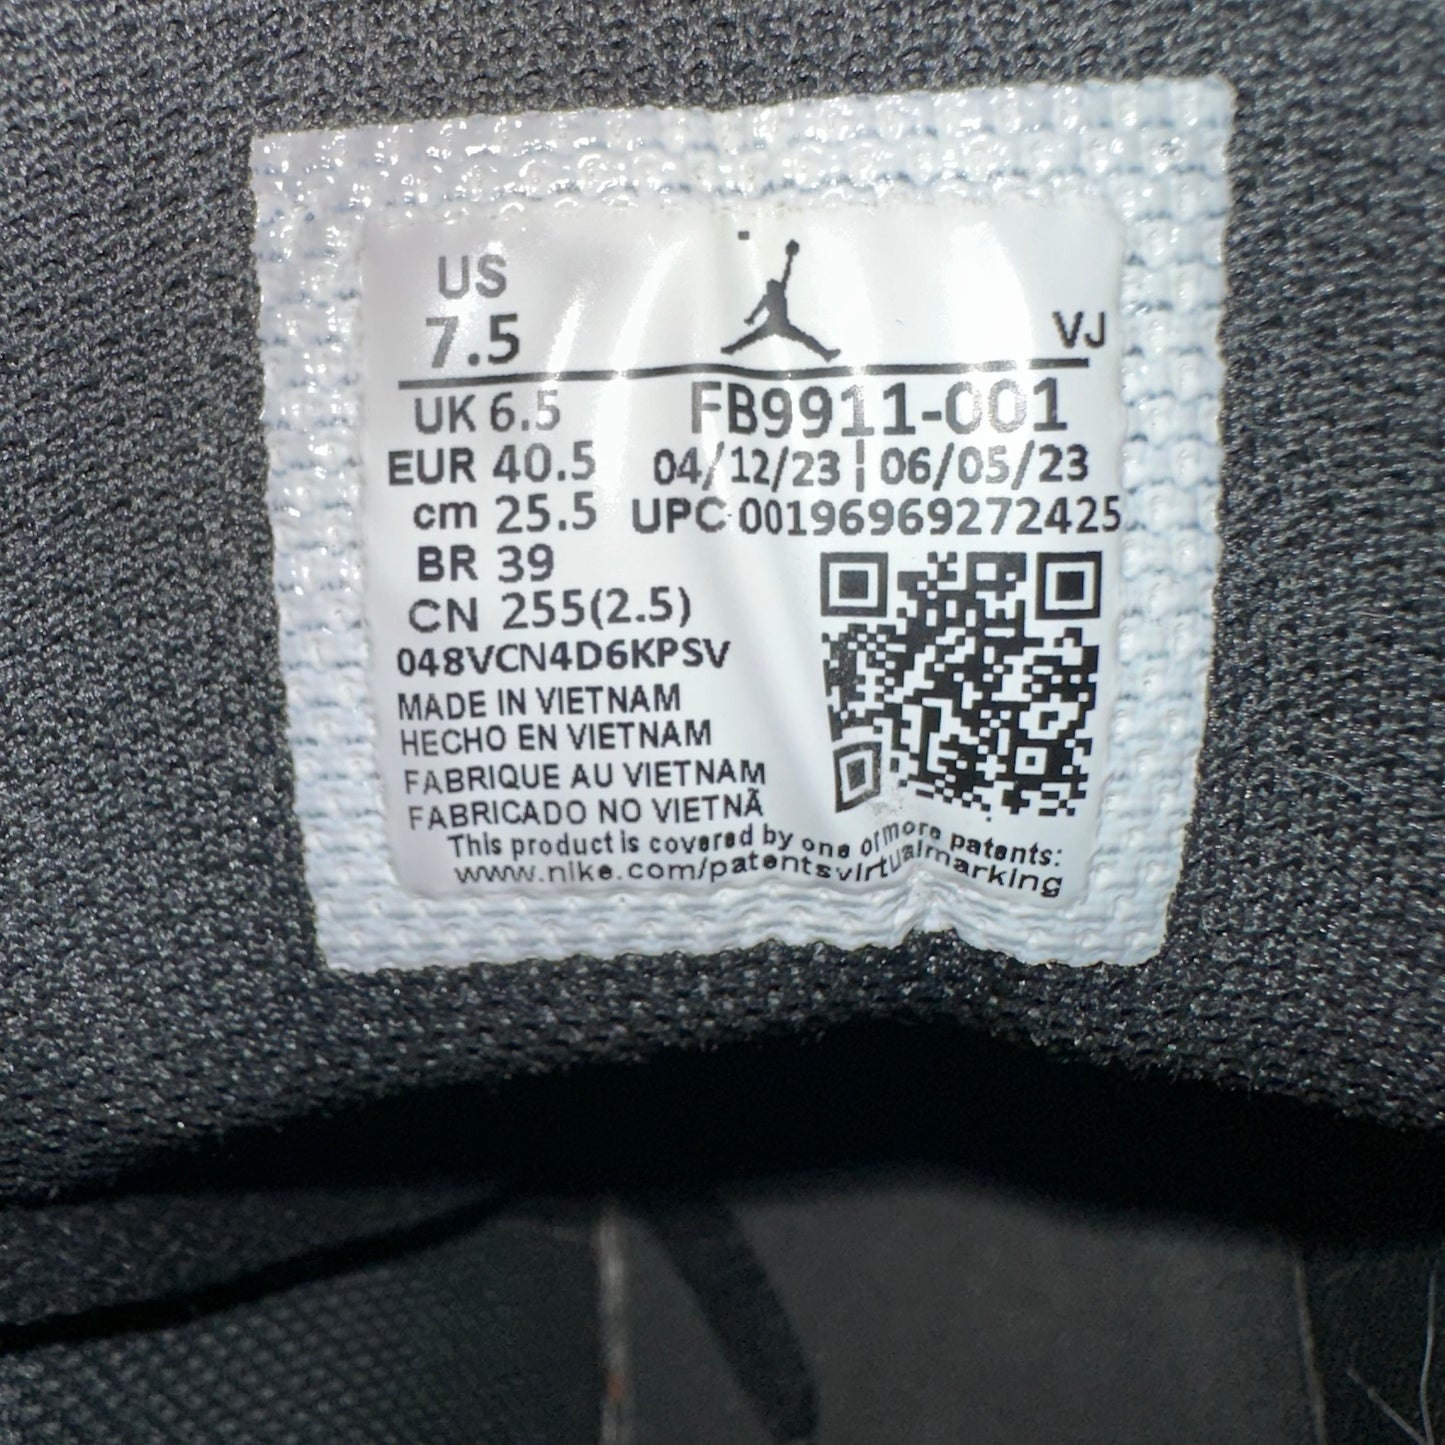 US
7.5
VJ
UK 6.5
FB9911-001
EUR 40.5
04/12/23 | 06/05/23
cm 25.5
UPC 00196969272425
BR 39
CN 255(2.5)
048VCN4D6KPSV
MADE IN VIETNAM
HECHO EN VIETNAM
FABRIQUE AU VIETNAM
FABRICADO NO VIETNÃ
This product is covered by one or more patents:
www.nike.com/patentsvirtualmarking